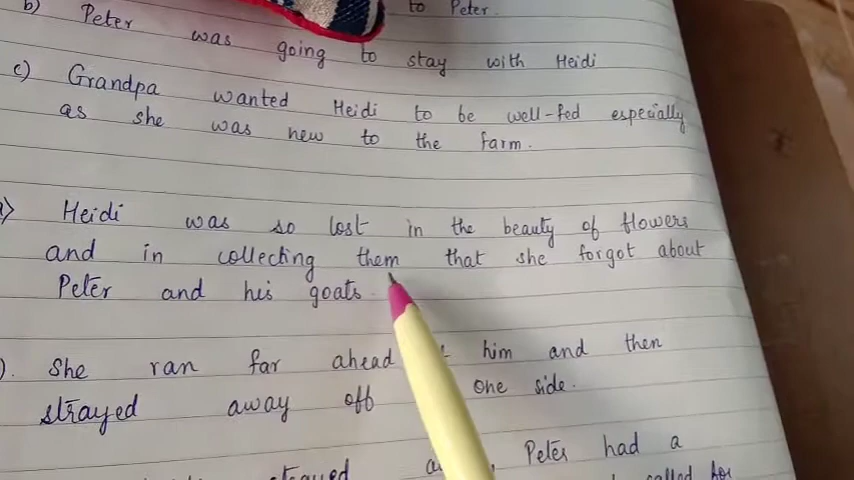 b) Peter to Peter.
was going to stay with Heidi
c) Grandpa wanted Heidi to be well-fed especially
as she was new to the farm.
Heidi was so lost in the beauty of flowers
and in collecting them that she forgot about
Peter and his goats
). She ran far ahead him and then
strayed away off one side.
strayed Peter had a
called her